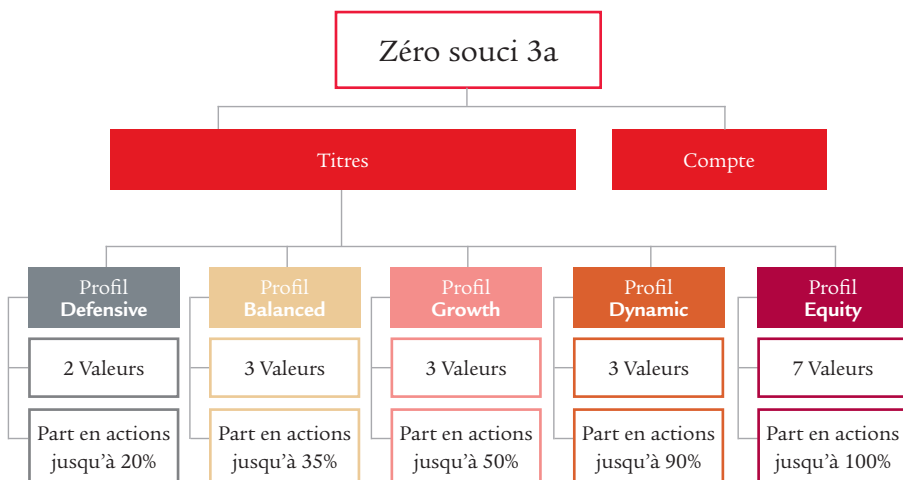 Zéro souci 3a
Titres
Compte
Profil
Defensive
Profil
Balanced
Profil
Growth
Profil
Dynamic
Profil
Equity
2 Valeurs
3 Valeurs
3 Valeurs
3 Valeurs
7 Valeurs
Part en actions
jusqu'à 20%
Part en actions
jusqu'à 35%
Part en actions
jusqu'à 50%
Part en actions
jusqu'à 90%
Part en actions
jusqu'à 100%